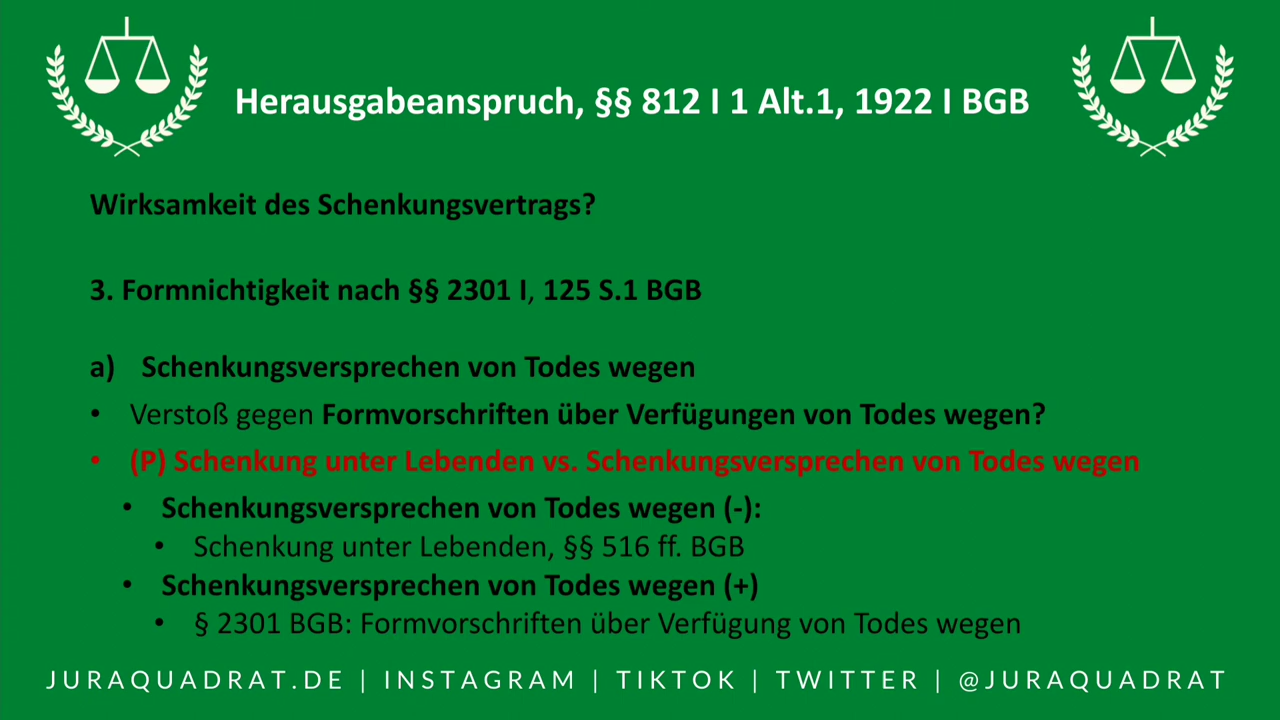 Herausgabeanspruch, §§ 812 I 1 Alt.1, 1922 I BGB
Wirksamkeit des Schenkungsvertrags?
3. Formnichtigkeit nach §§ 2301 I, 125 S.1 BGB
a) Schenkungsversprechen von Todes wegen
• Verstoß gegen Formvorschriften über Verfügungen von Todes wegen?
• (P) Schenkung unter Lebenden vs. Schenkungsversprechen von Todes wegen
• Schenkungsversprechen von Todes wegen (-):
• Schenkung unter Lebenden, §§ 516 ff. BGB
• Schenkungsversprechen von Todes wegen (+)
• § 2301 BGB: Formvorschriften über Verfügung von Todes wegen
JURAQUADRAT.DE | INSTAGRAM | TIKTOK | TWITTER | @JURAQUADRAT